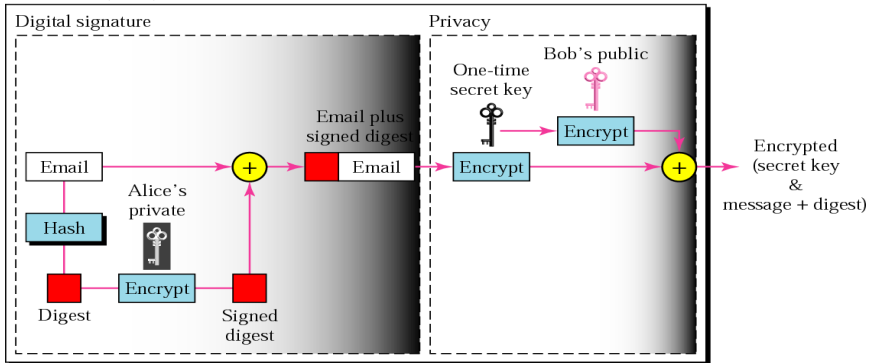 Digital signature
Privacy
Bob's public
One-time
secret key
Email plus
signed digest
Encrypt
Email
Email
Encrypt
Encrypted
(secret key
&
message + digest)
Alice's
private
Hash
Encrypt
Digest
Signed
digest
+
+